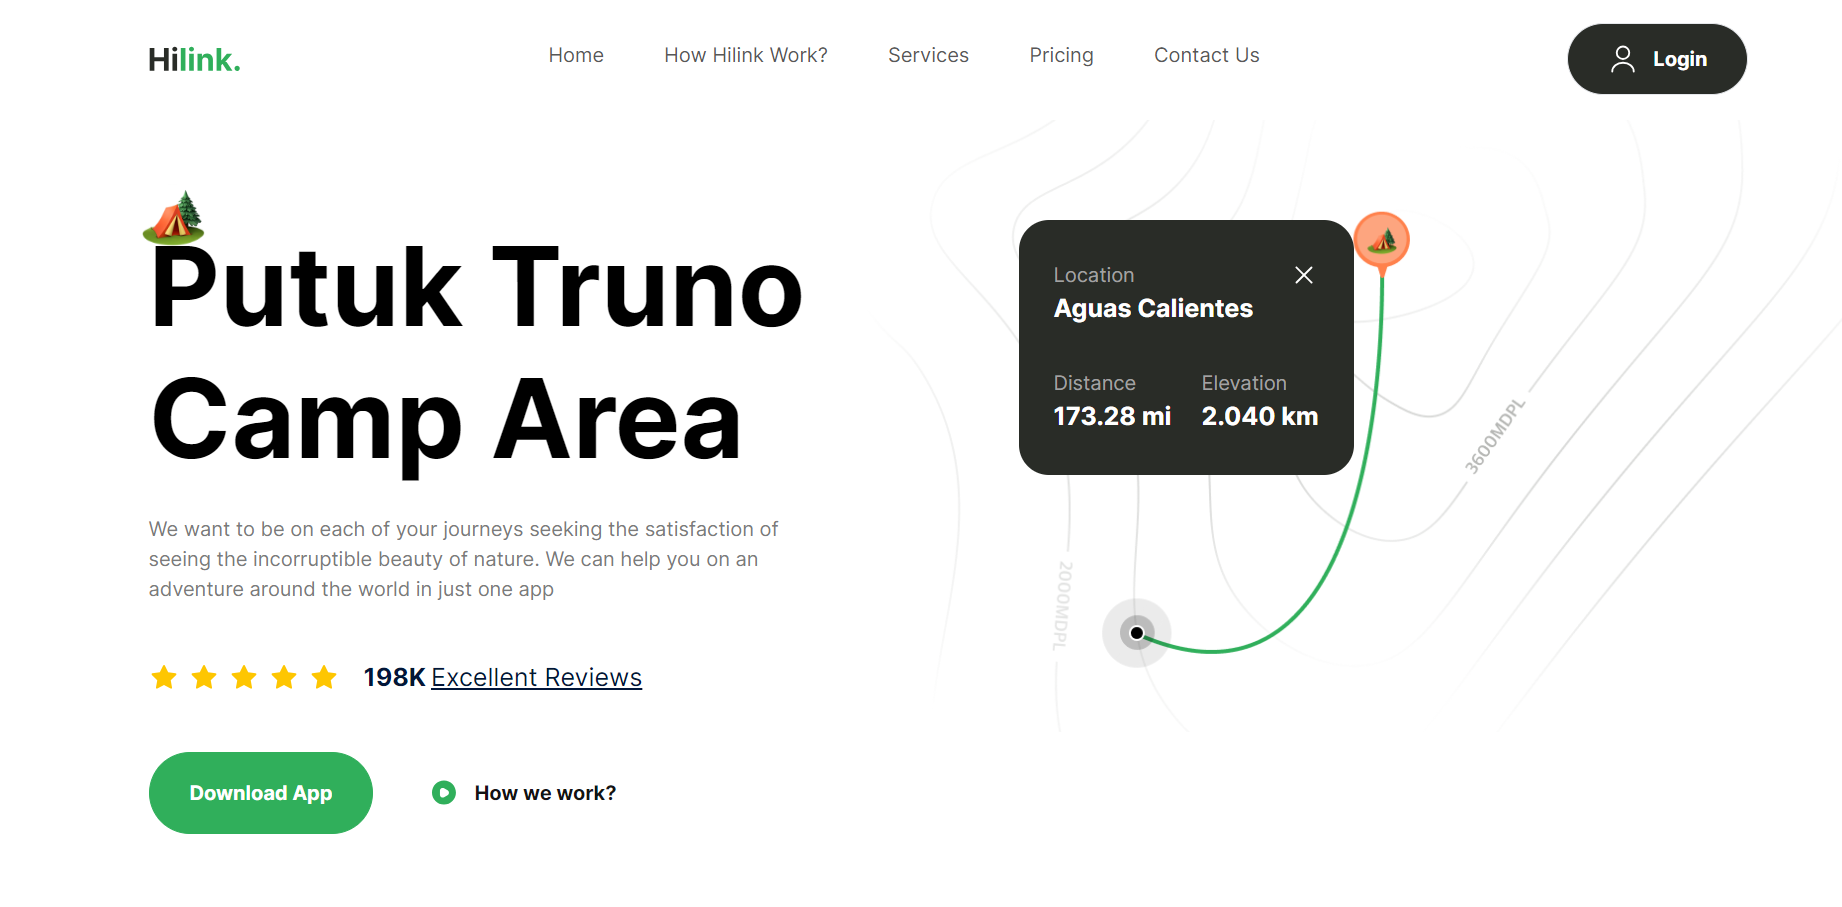 Hilink.
Home
How Hilink Work?
Services
Pricing
Contact Us
Login
Putuk Truno
Camp Area
We want to be on each of your journeys seeking the satisfaction of
seeing the incorruptible beauty of nature. We can help you on an
adventure around the world in just one app
198K Excellent Reviews
Download App
How we work?
Location
Aguas Calientes
Distance
173.28 mi
Elevation
2.040 km
3600MDPL
2000MDPL